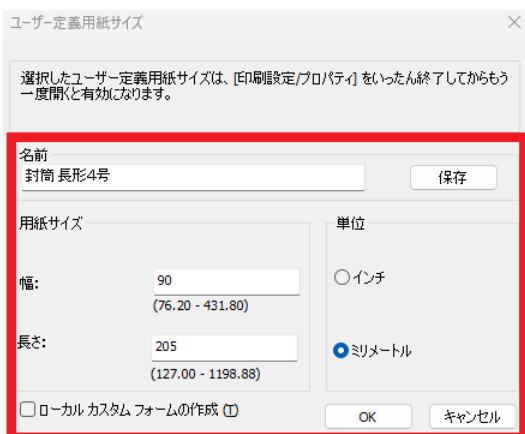 ユーザー定義用紙サイズ
選択したユーザー定義用紙サイズは、[印刷設定/プロパティ] をいったん終了してからもう
一度開くと有効になります。
名前
封筒 長形4号
保存
用紙サイズ
単位
幅:
90
(76.20 - 431.80)
インチ
長さ:
205
(127.00 - 1198.88)
ミリメートル
ローカル カスタム フォームの作成 (T)
OK
キャンセル